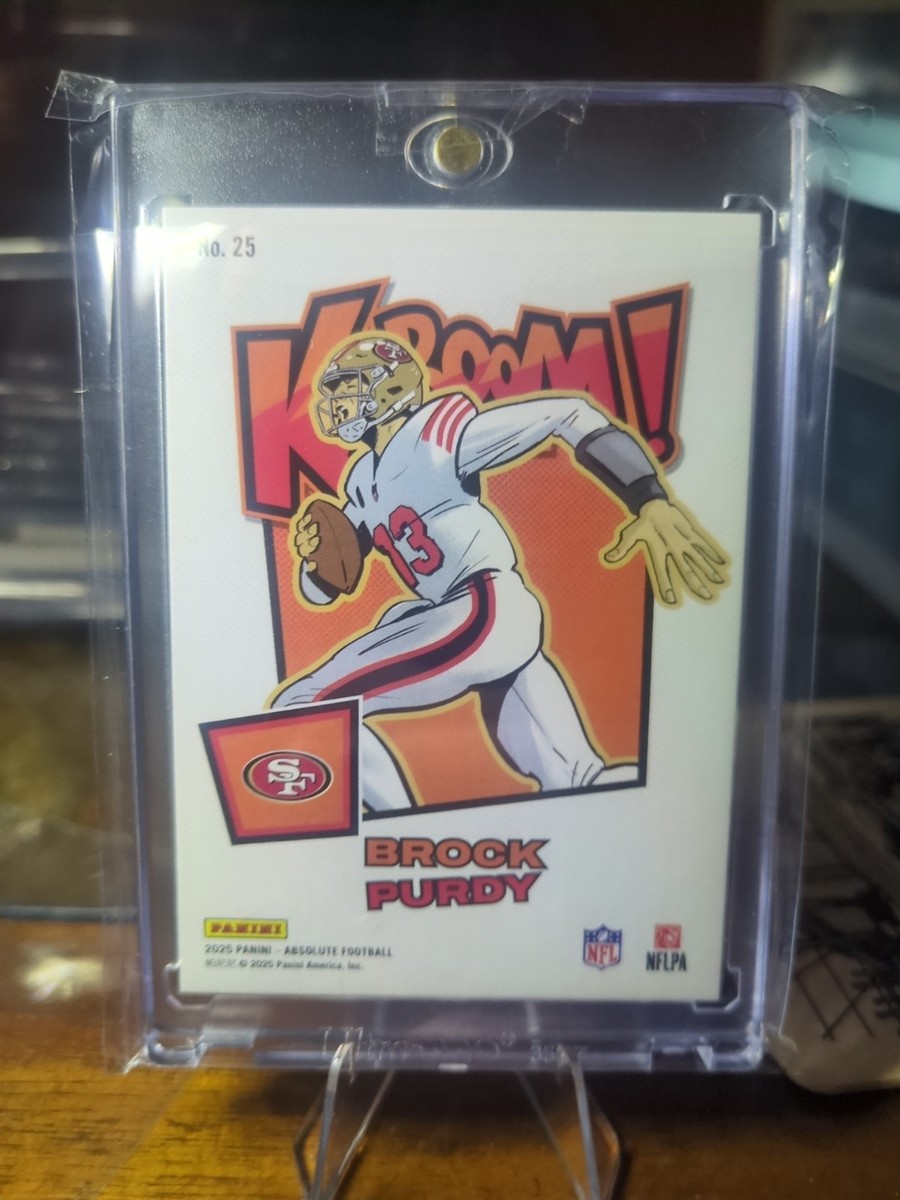 No. 25
KABOOM!
13
SF
BROCK
PURDY
PANINI
2025 PANINI - ABSOLUTE FOOTBALL
© 2025 Panini America, Inc.
NFL
NFLPA